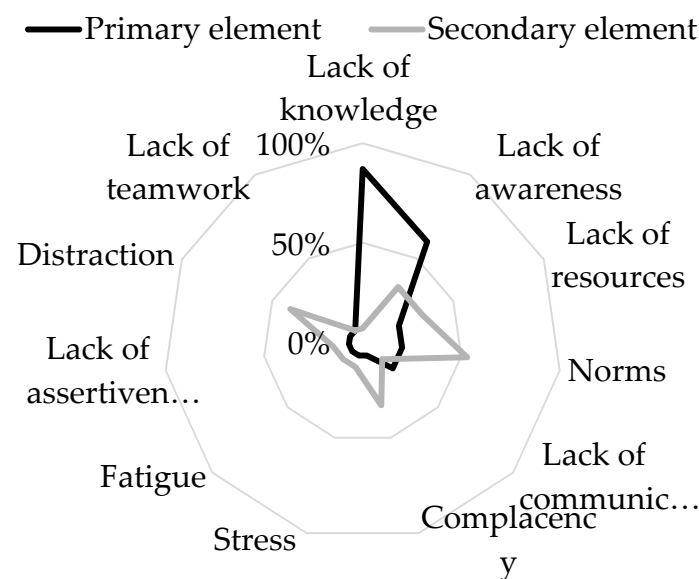 Primary element
Secondary element
Lack of
knowledge
100%
50%
0%
Lack of
awareness
Lack of
resources
Norms
Lack of
communic…
Complacenc
y
Stress
Fatigue
Lack of
assertiven…
Distraction
Lack of
teamwork